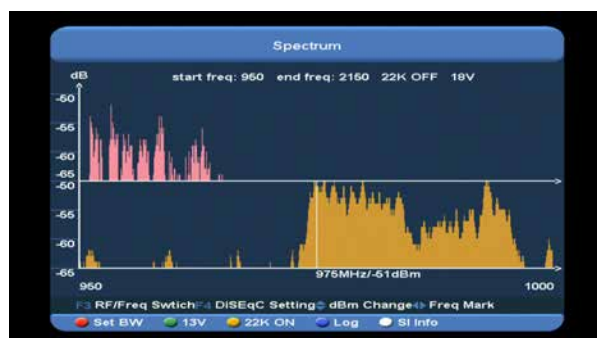 Spectrum
dB
start freq: 950 end freq: 2150 22K OFF 18V
-50
-55
-60
-65
-50
-55
-60
-65
975MHz/-51dBm
950 1000
F3 RF/Freq Swtich F4 DiSEqC Setting dBm Change Freq Mark
Set BW 13V 22K ON Log SI Info